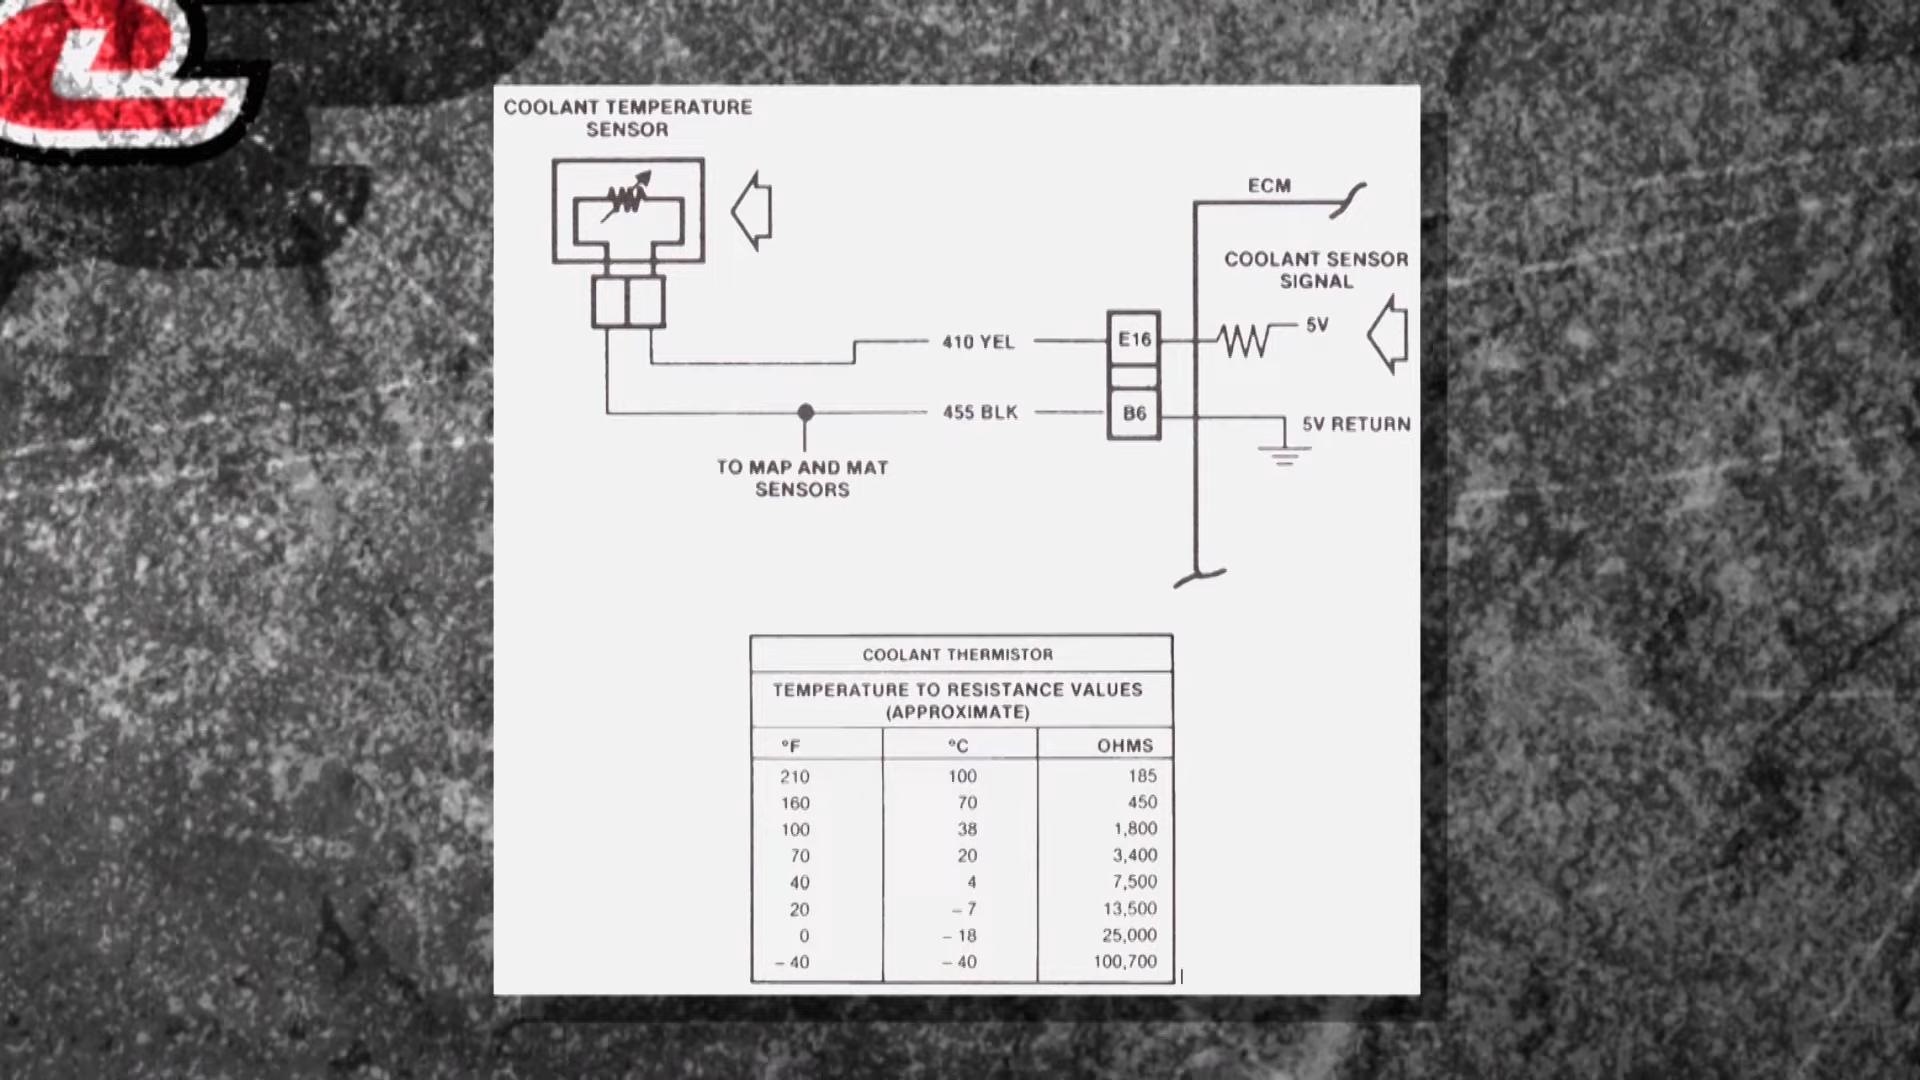 COOLANT TEMPERATURE
SENSOR
ECM
COOLANT SENSOR
SIGNAL
5V
410 YEL
E16
455 BLK
B6
5V RETURN
TO MAP AND MAT
SENSORS
COOLANT THERMISTOR
TEMPERATURE TO RESISTANCE VALUES
(APPROXIMATE)
°F °C OHMS
210 100 185
160 70 450
100 38 1,800
70 20 3,400
40 4 7,500
20 – 7 13,500
0 – 18 25,000
– 40 – 40 100,700